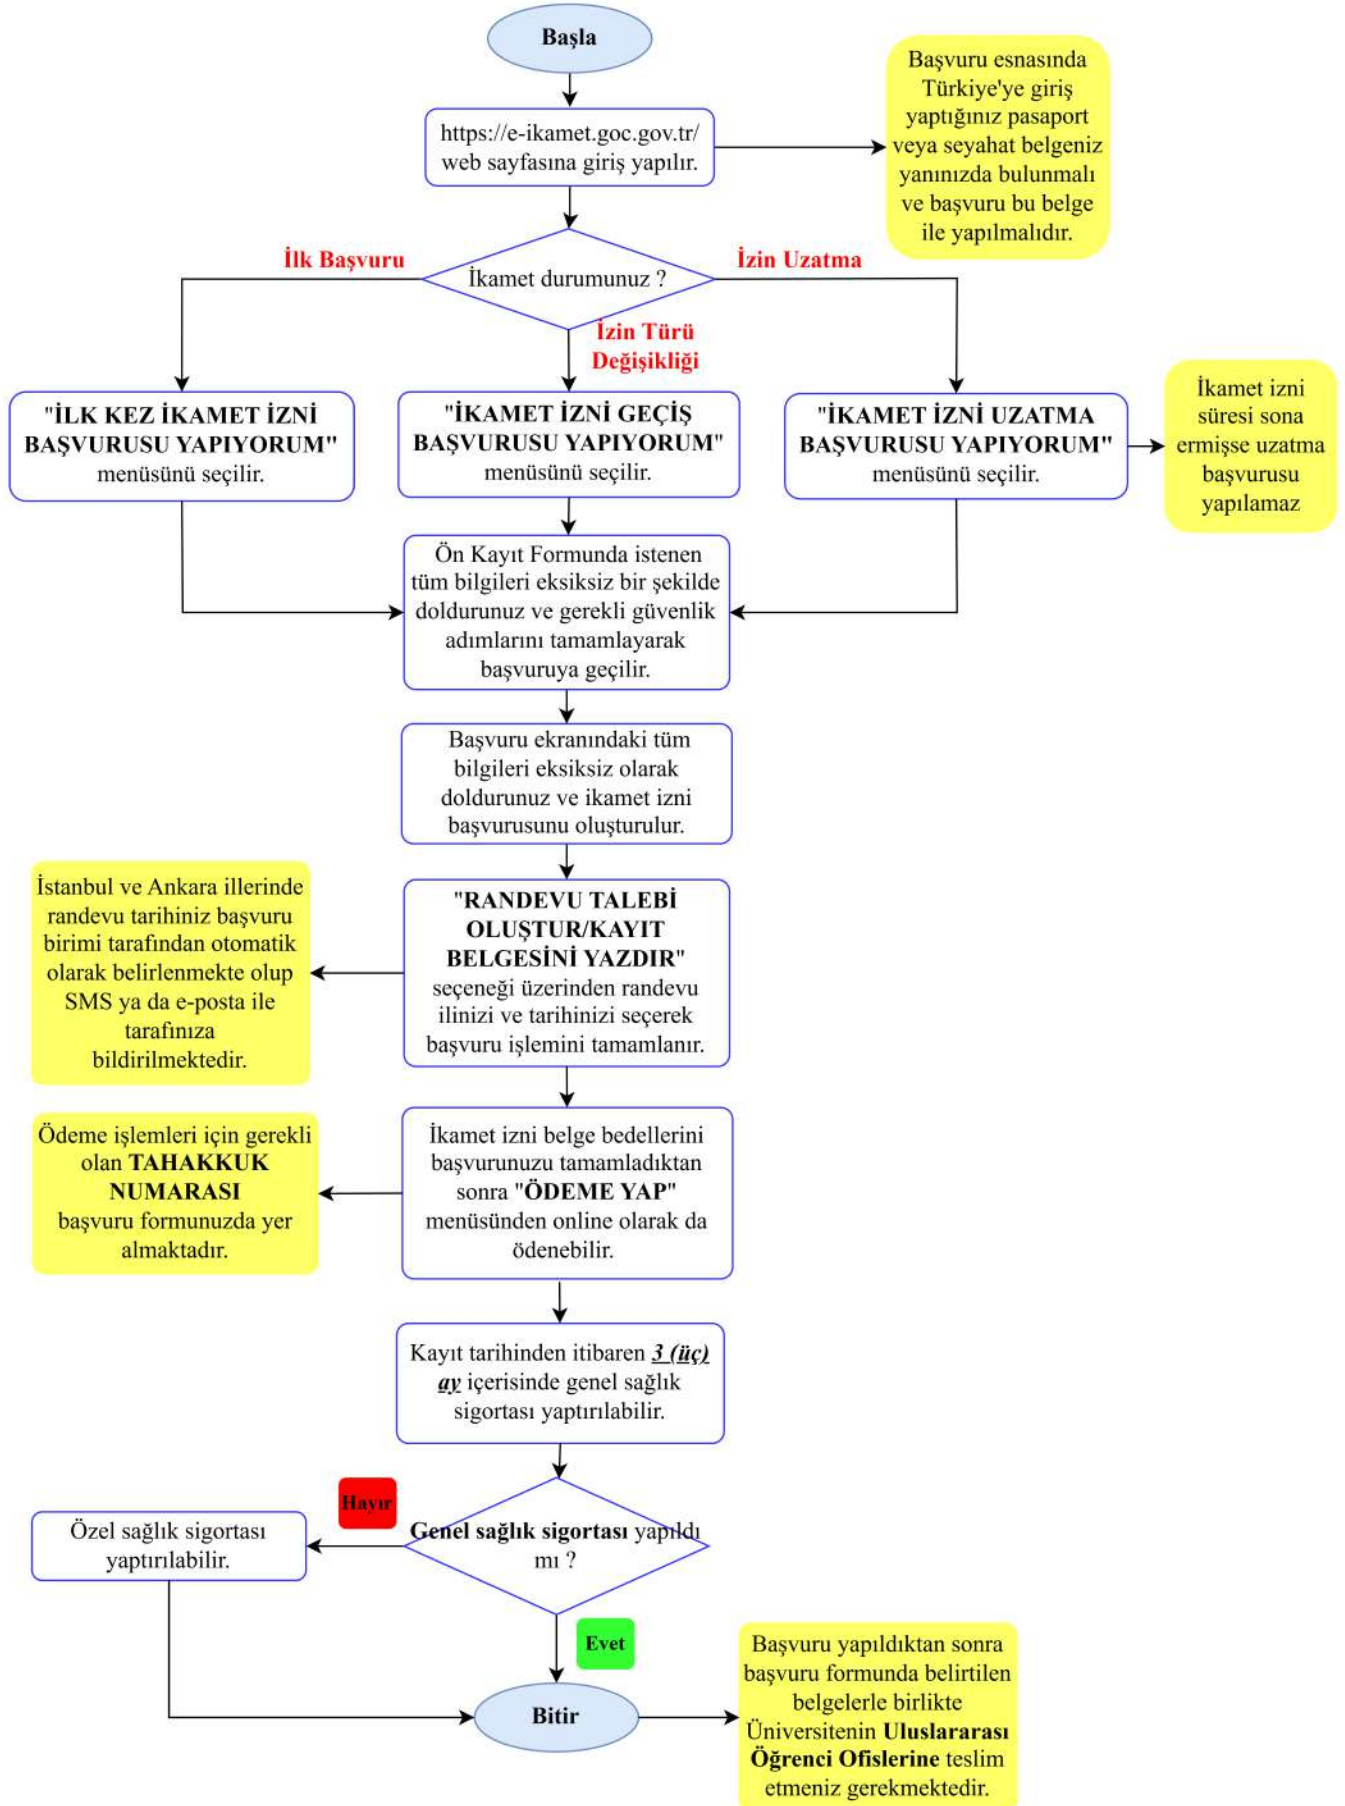 Başla
Başvuru esnasında
Türkiye'ye giriş
yaptığınız pasaport
veya seyahat belgeniz
yanınızda bulunmalı
ve başvuru bu belge
ile yapılmalıdır.
https://e-ikamet.goc.gov.tr/
web sayfasına giriş yapılır.
İlk Başvuru
İkamet durumunuz ?
İzin Uzatma
İzin Türü
Değişikliği
"İLK KEZ İKAMET İZNİ
BAŞVURUSU YAPIYORUM"
menüsünü seçilir.
"İKAMET İZNİ GEÇİŞ
BAŞVURUSU YAPIYORUM"
menüsünü seçilir.
"İKAMET İZNİ UZATMA
BAŞVURUSU YAPIYORUM"
menüsünü seçilir.
İkamet izni
süresi sona
ermişse uzatma
başvurusu
yapılamaz
Ön Kayıt Formunda istenen
tüm bilgileri eksiksiz bir şekilde
doldurunuz ve gerekli güvenlik
adımlarını tamamlayarak
başvuruya geçilir.
Başvuru ekranındaki tüm
bilgileri eksiksiz olarak
doldurunuz ve ikamet izni
başvurusunu oluşturulur.
İstanbul ve Ankara illerinde
randevu tarihiniz başvuru
birimi tarafından otomatik
olarak belirlenmekte olup
SMS ya da e-posta ile
tarafınıza
bildirilmektedir.
"RANDEVU TALEBİ
OLUŞTUR/KAYIT
BELGESİNİ YAZDIR"
seçeneği üzerinden randevu
ilinizi ve tarihinizi seçerek
başvuru işlemini tamamlanır.
Ödeme işlemleri için gerekli
olan TAHAKKUK
NUMARASI
başvuru formunuzda yer
almaktadır.
İkamet izni belge bedellerini
başvurunuzu tamamladıktan
sonra "ÖDEME YAP"
menüsünden online olarak da
ödenebilir.
Kayıt tarihinden itibaren 3 (üç)
ay içerisinde genel sağlık
sigortası yaptırılabilir.
Hayır
Genel sağlık sigortası yapıldı
mı ?
Özel sağlık sigortası
yaptırılabilir.
Evet
Bitir
Başvuru yapıldıktan sonra
başvuru formunda belirtilen
belgelerle birlikte
Üniversitenin Uluslararası
Öğrenci Ofislerine teslim
etmeniz gerekmektedir.